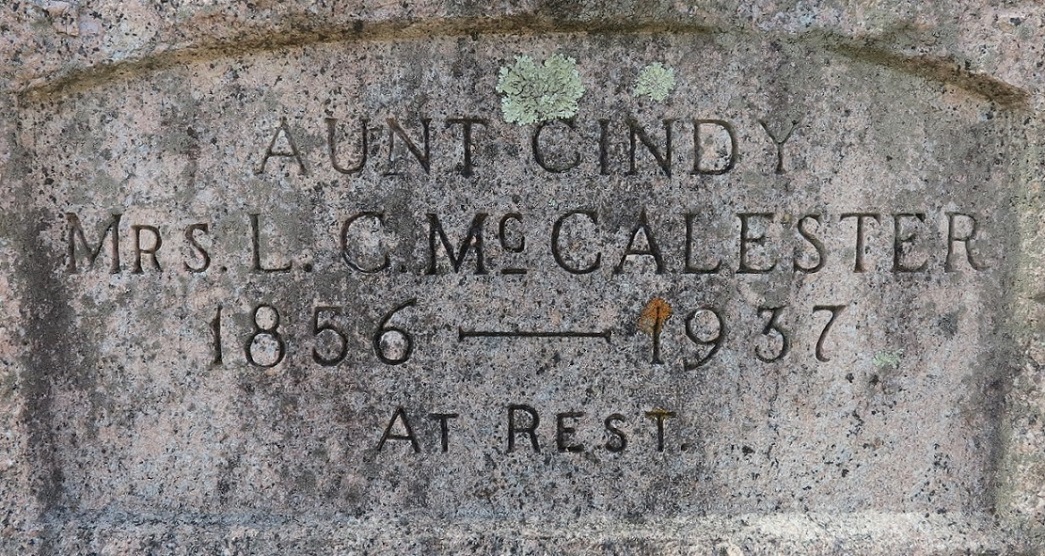 AUNT CINDY
MRS. L. C. McCALESTER
1856 — 1937
AT REST.